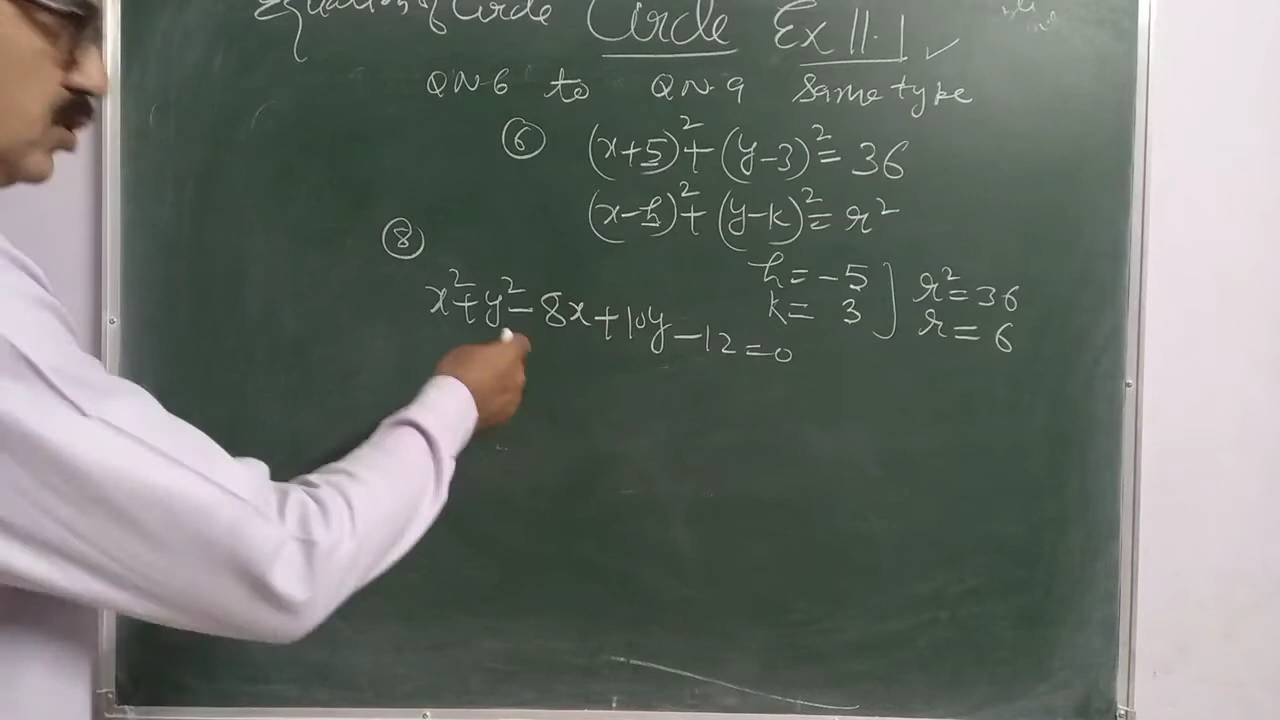 Equation of Circle Circle Ex 11.1 ✓
QN.6 to QN.9 Same type
⑥ (x+5)²+(y-3)²=36
(x-h)²+(y-k)²=r²
⑧
x²+y²-8x+10y-12=0
h=-5
k= 3
r²=36
r=6